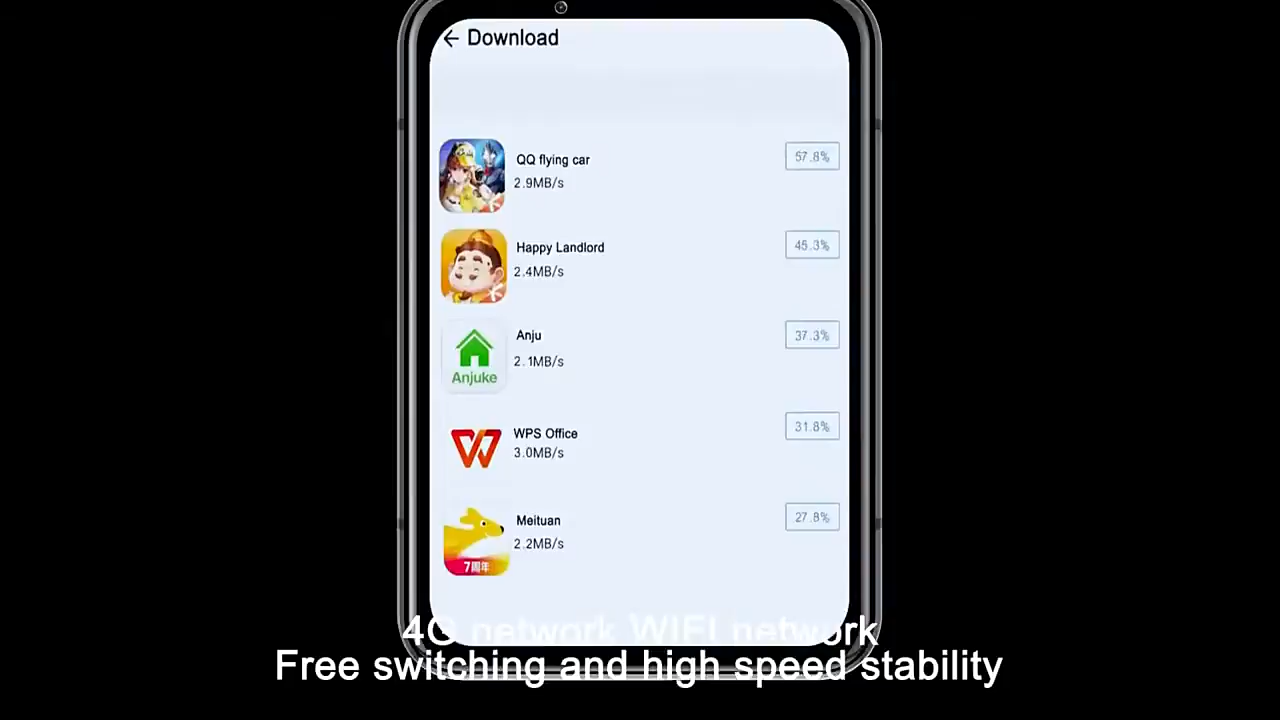 ← Download
QQ flying car
2.9MB/s
57.8%
Happy Landlord
2.4MB/s
45.3%
Anju
2.1MB/s
37.3%
Anjuke
WPS Office
3.0MB/s
31.8%
Meituan
2.2MB/s
27.8%
7周年
4G network WIFI network
Free switching and high speed stability